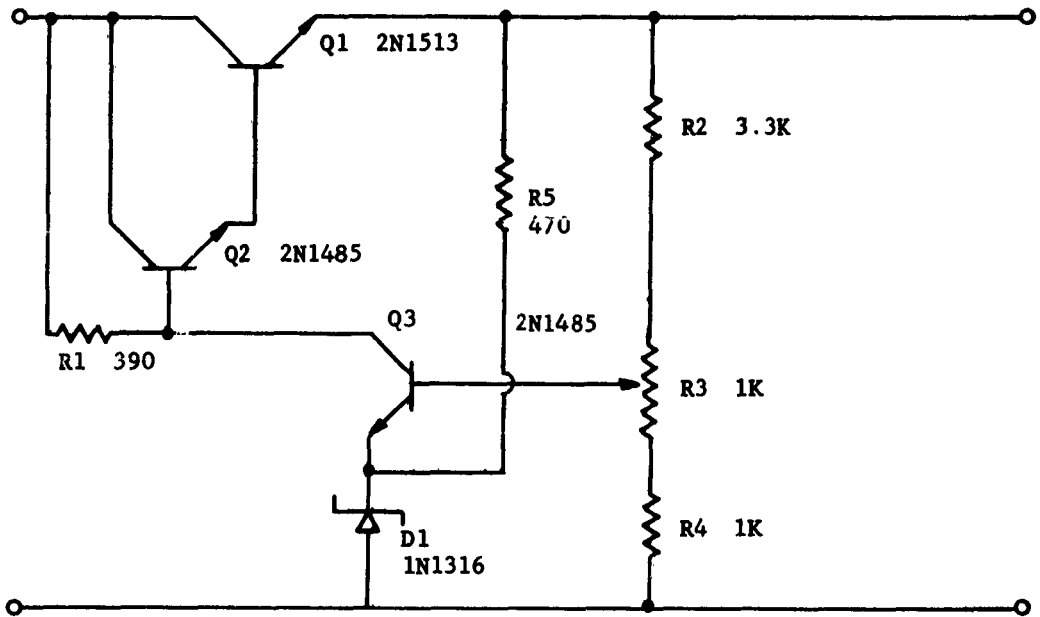 Q1 2N1513
R2 3.3K
R5
470
Q2 2N1485
Q3
2N1485
R1 390
R3 1K
R4 1K
D1
1N1316